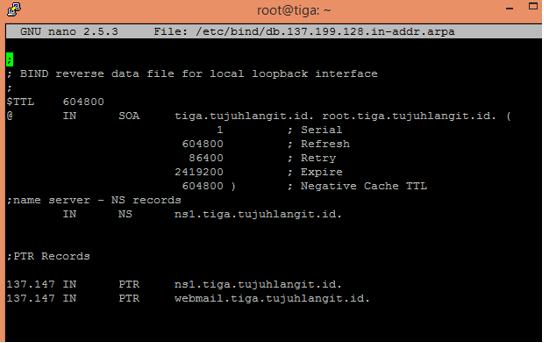 root@tiga: ~
GNU nano 2.5.3 File: /etc/bind/db.137.199.128.in-addr.arpa
;
; BIND reverse data file for local loopback interface
;
$TTL 604800
@ IN SOA tiga.tujuhlangit.id. root.tiga.tujuhlangit.id. (
1 ; Serial
604800 ; Refresh
86400 ; Retry
2419200 ; Expire
604800 ) ; Negative Cache TTL
;name server - NS records
IN NS ns1.tiga.tujuhlangit.id.
;PTR Records
137.147 IN PTR ns1.tiga.tujuhlangit.id.
137.147 IN PTR webmail.tiga.tujuhlangit.id.